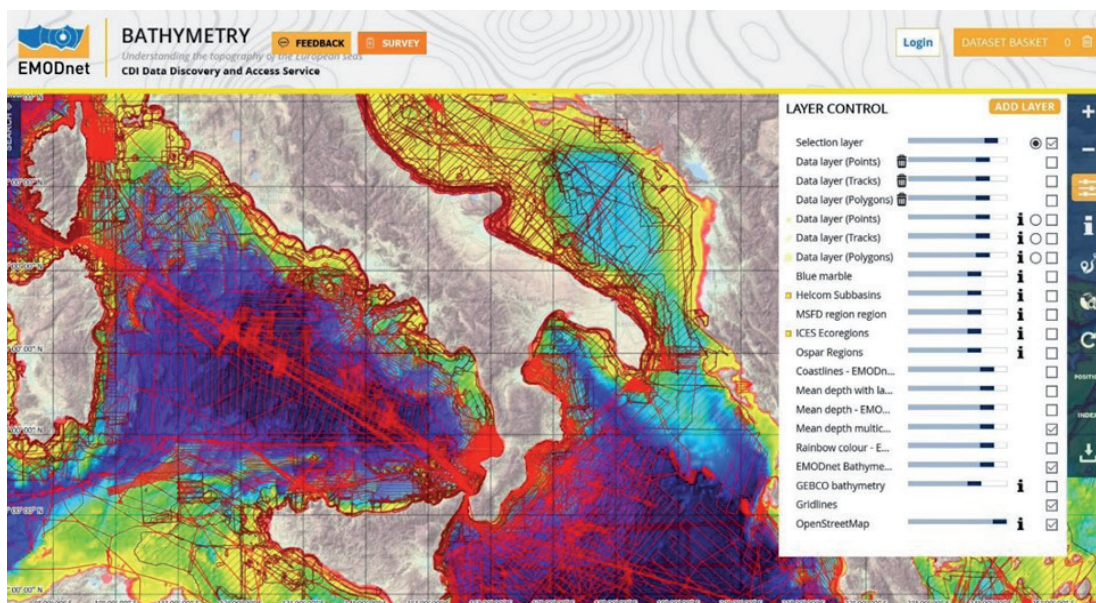 EMODnet
BATHYMETRY
Understanding the topography of the European seas
CDI Data Discovery and Access Service
FEEDBACK
SURVEY
Login
DATASET BASKET 0
SEARCH
LAYER CONTROL
ADD LAYER
Selection layer
Data layer (Points)
Data layer (Tracks)
Data layer (Polygons)
Data layer (Points)
Data layer (Tracks)
Data layer (Polygons)
Blue marble
Helcom Subbasins
MSFD region region
ICES Ecoregions
Ospar Regions
Coastlines - EMODn...
Mean depth with la...
Mean depth - EMO...
Mean depth multic...
Rainbow colour - E...
EMODnet Bathyme...
GEBCO bathymetry
Gridlines
OpenStreetMap
POSITIO
INDEX